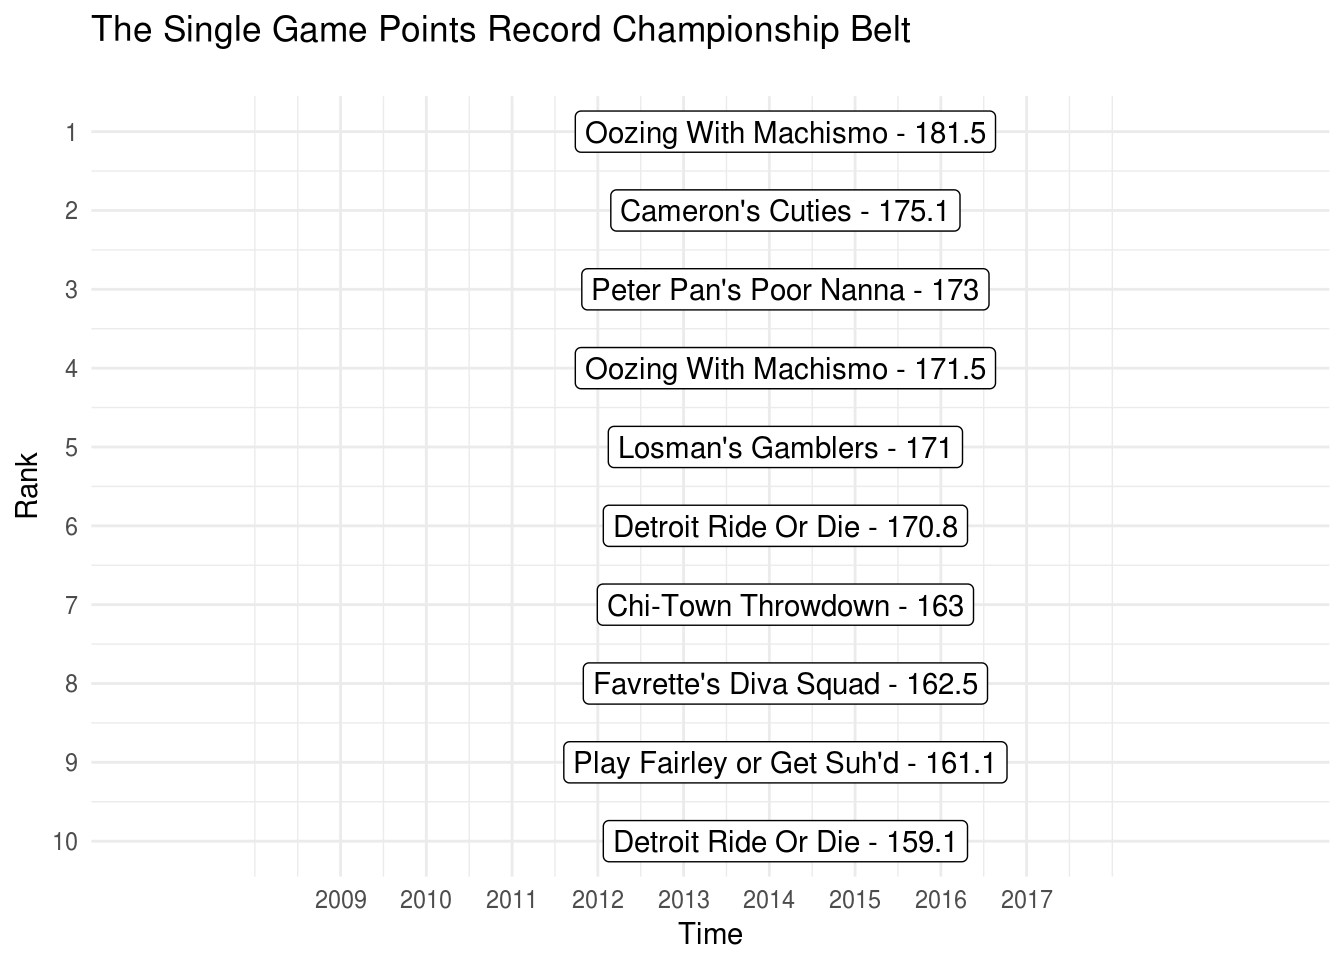 The Single Game Points Record Championship Belt
1
Oozing With Machismo - 181.5
2
Cameron's Cuties - 175.1
3
Peter Pan's Poor Nanna - 173
4
Oozing With Machismo - 171.5
5
Losman's Gamblers - 171
6
Detroit Ride Or Die - 170.8
7
Chi-Town Throwdown - 163
8
Favrette's Diva Squad - 162.5
9
Play Fairley or Get Suh'd - 161.1
10
Detroit Ride Or Die - 159.1
Rank
2009 2010 2011 2012 2013 2014 2015 2016 2017
Time